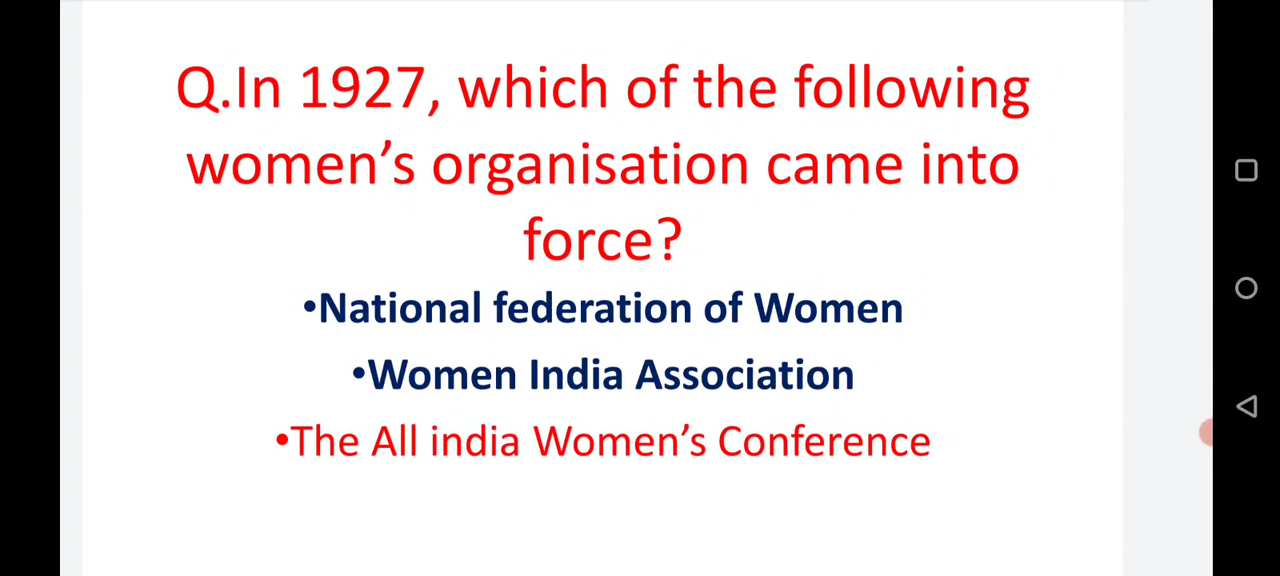 Q.In 1927, which of the following
women’s organisation came into
force?
•National federation of Women
•Women India Association
•The All india Women’s Conference